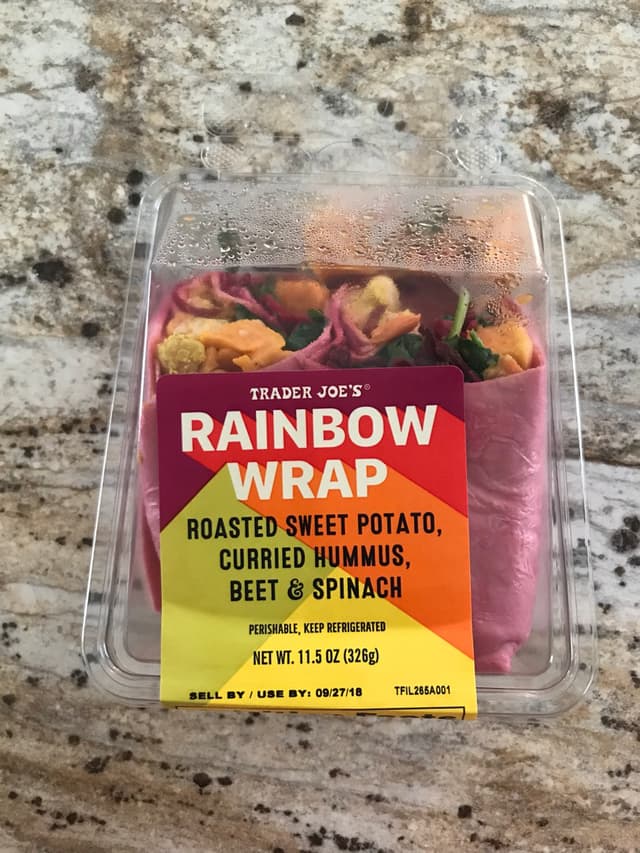 TRADER JOE'S®
RAINBOW
WRAP
ROASTED SWEET POTATO,
CURRIED HUMMUS,
BEET & SPINACH
PERISHABLE, KEEP REFRIGERATED
NET WT. 11.5 OZ (326g)
SELL BY / USE BY: 09/27/18 TFIL265A001